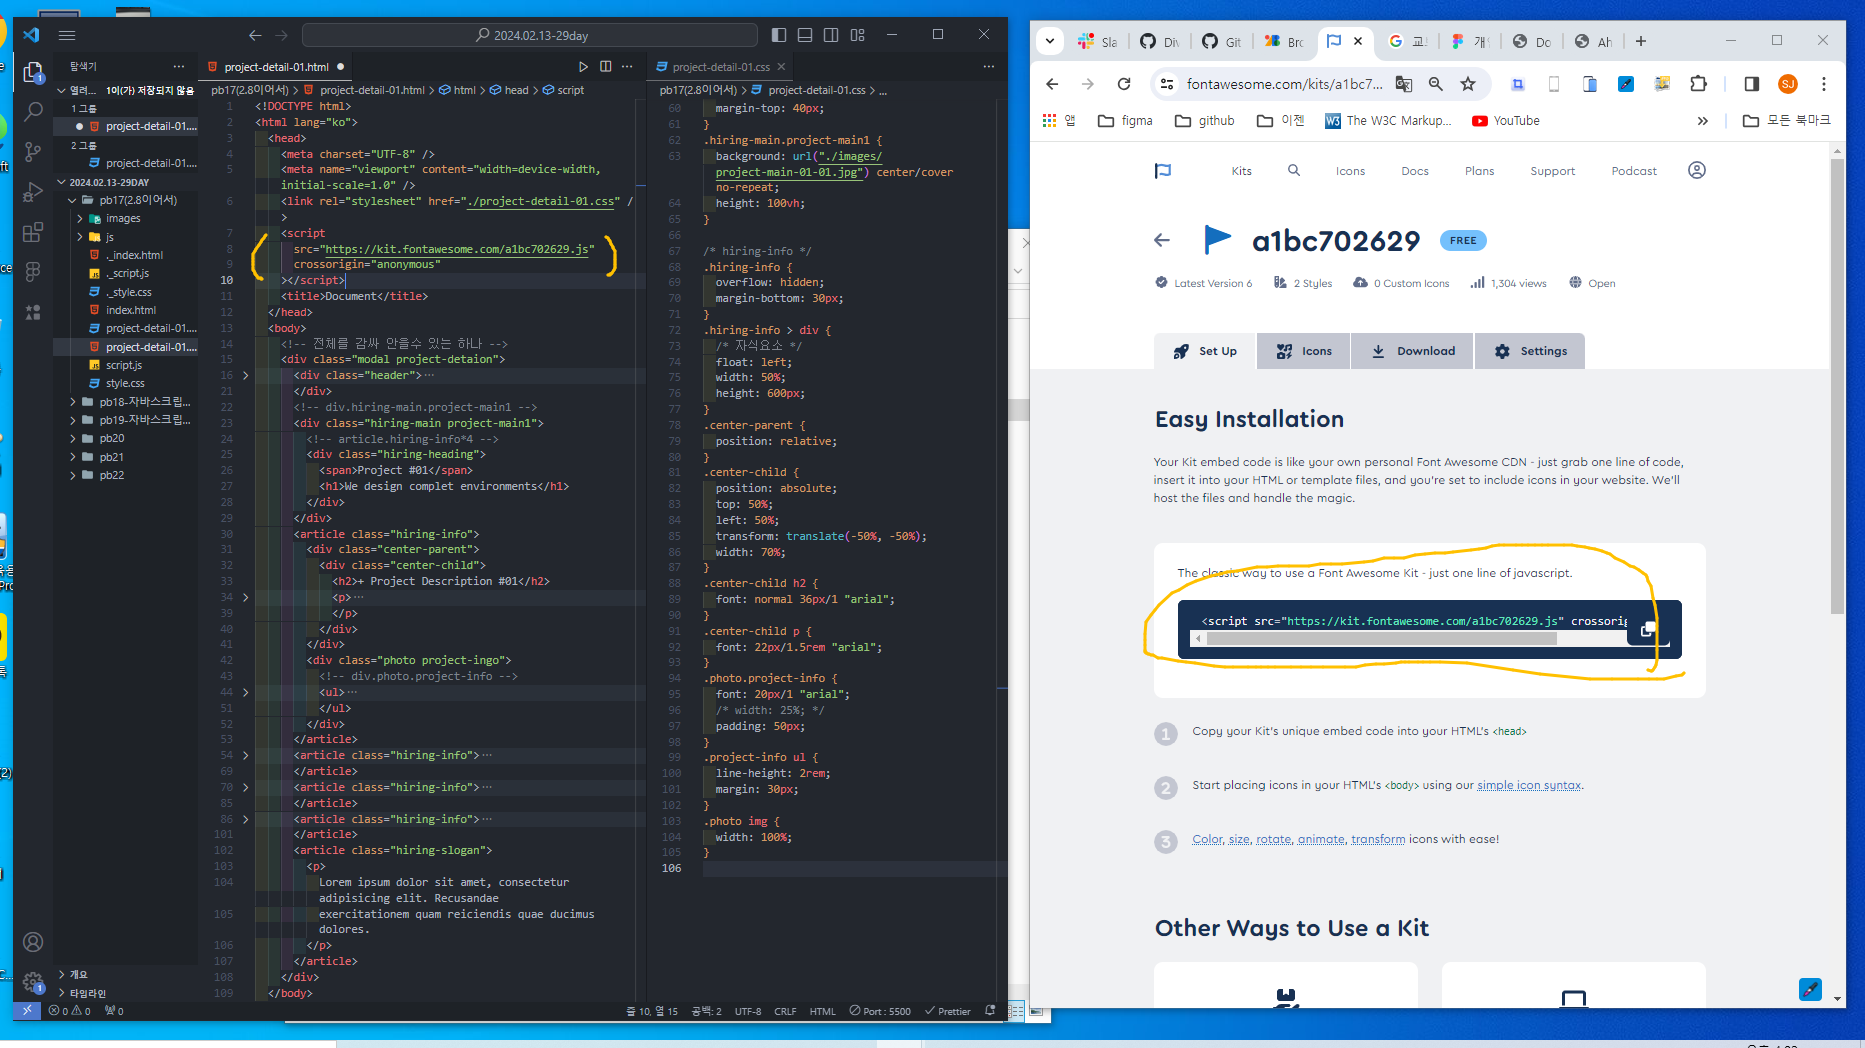 2024.02.13-29day
탐색기
project-detail-01.html
project-detail-01.css
열려... 1이(가) 저장되지 않음
1 그룹
project-detail-01....
2 그룹
project-detail-01....
2024.02.13-29DAY
pb17(2.8이어서)
images
js
._index.html
._script.js
._style.css
index.html
project-detail-01....
project-detail-01....
script.js
style.css
pb18-자바스크립...
pb19-자바스크립...
pb20
pb21
pb22
개요
타임라인
pb17(2.8이어서) > project-detail-01.html > html > head > script
1 <!DOCTYPE html>
2 <html lang="ko">
3 <head>
4 <meta charset="UTF-8" />
5 <meta name="viewport" content="width=device-width,
initial-scale=1.0" />
6 <link rel="stylesheet" href="./project-detail-01.css" /
>
7 <script
8 src="https://kit.fontawesome.com/a1bc702629.js"
9 crossorigin="anonymous"
10 ></script>
11 <title>Document</title>
12 </head>
13 <body>
14 <!-- 전체를 감싸 안을수 있는 하나 -->
15 <div class="modal project-detaion">
16 <div class="header">...
21 </div>
22 <!-- div.hiring-main.project-main1 -->
23 <div class="hiring-main project-main1">
24 <!-- article.hiring-info*4 -->
25 <div class="hiring-heading">
26 <span>Project #01</span>
27 <h1>We design complet environments</h1>
28 </div>
29 </div>
30 <article class="hiring-info">
31 <div class="center-parent">
32 <div class="center-child">
33 <h2>+ Project Description #01</h2>
34 <p>...
39 </p>
40 </div>
41 </div>
42 <div class="photo project-ingo">
43 <!-- div.photo.project-info -->
44 <ul>...
51 </ul>
52 </div>
53 </article>
54 <article class="hiring-info">...
69 </article>
70 <article class="hiring-info">...
85 </article>
86 <article class="hiring-info">...
101 </article>
102 <article class="hiring-slogan">
103 <p>
104 Lorem ipsum dolor sit amet, consectetur
adipisicing elit. Recusandae
105 exercitationem quam reiciendis quae ducimus
dolores.
106 </p>
107 </article>
108 </div>
109 </body>
pb17(2.8이어서) > project-detail-01.css > ...
60 margin-top: 40px;
61 }
62 .hiring-main.project-main1 {
63 background: url("./images/
project-main-01-01.jpg") center/cover
no-repeat;
64 height: 100vh;
65 }
66
67 /* hiring-info */
68 .hiring-info {
69 overflow: hidden;
70 margin-bottom: 30px;
71 }
72 .hiring-info > div {
73 /* 자식요소 */
74 float: left;
75 width: 50%;
76 height: 600px;
77 }
78 .center-parent {
79 position: relative;
80 }
81 .center-child {
82 position: absolute;
83 top: 50%;
84 left: 50%;
85 transform: translate(-50%, -50%);
86 width: 70%;
87 }
88 .center-child h2 {
89 font: normal 36px/1 "arial";
90 }
91 .center-child p {
92 font: 22px/1.5rem "arial";
93 }
94 .photo.project-info {
95 font: 20px/1 "arial";
96 /* width: 25%; */
97 padding: 50px;
98 }
99 .project-info ul {
100 line-height: 2rem;
101 margin: 30px;
102 }
103 .photo img {
104 width: 100%;
105 }
106
0 0 0
줄 10, 열 15 공백: 2 UTF-8 CRLF HTML Port : 5500 Prettier
Sla Div Git Bro 교 개 Do Ah
fontawesome.com/kits/a1bc7...
SJ
앱 figma github 이젠 The W3C Markup... YouTube » 모든 북마크
Kits Icons Docs Plans Support Podcast
a1bc702629 FREE
Latest Version 6 2 Styles 0 Custom Icons 1,304 views Open
Set Up Icons Download Settings
Easy Installation
Your Kit embed code is like your own personal Font Awesome CDN - just grab one line of code,
insert it into your HTML or template files, and you're set to include icons in your website. We'll
host the files and handle the magic.
The classic way to use a Font Awesome Kit - just one line of javascript.
<script src="https://kit.fontawesome.com/a1bc702629.js" crossorig
1 Copy your Kit's unique embed code into your HTML's <head>
2 Start placing icons in your HTML's <body> using our simple icon syntax.
3 Color, size, rotate, animate, transform icons with ease!
Other Ways to Use a Kit